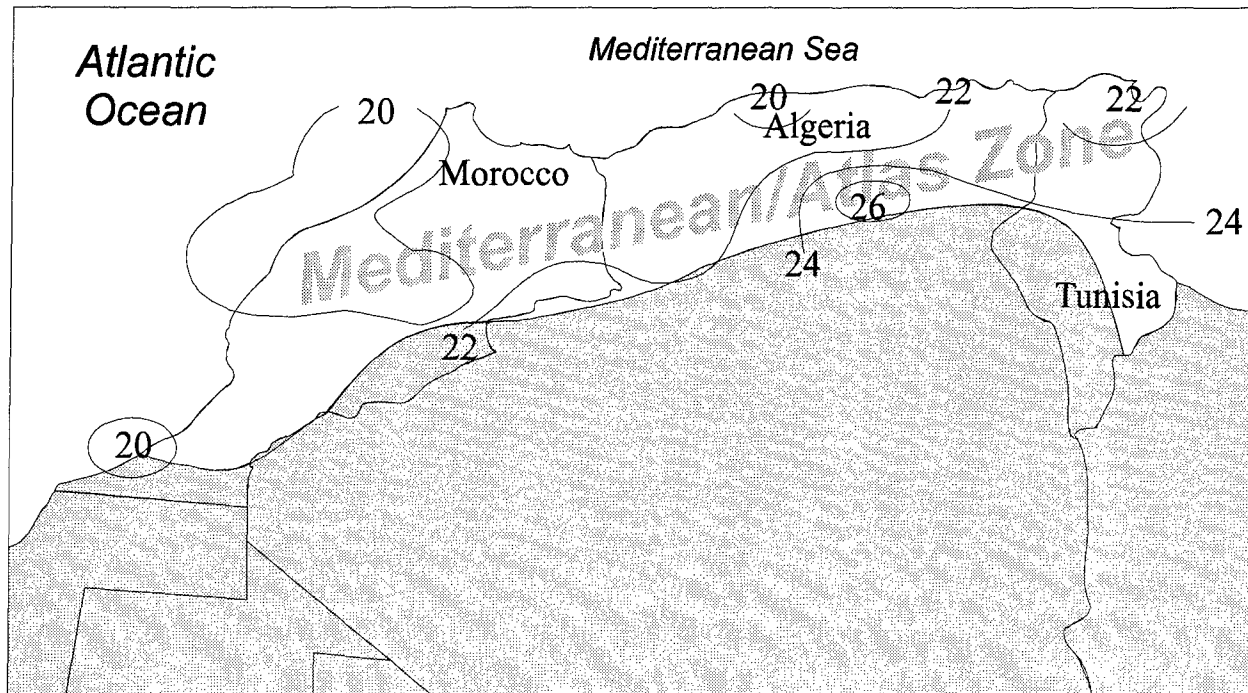 Atlantic
Ocean
Mediterranean Sea
20
20
22
22
Algeria
Morocco
Mediterranean/Atlas Zone
26
24
24
22
Tunisia
20